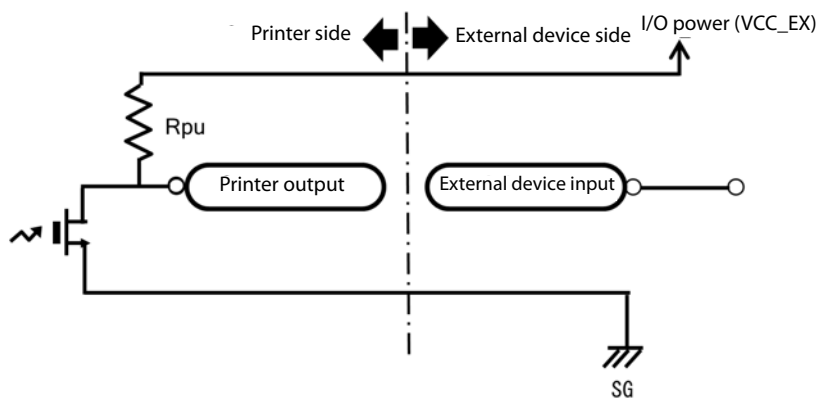 Printer side
External device side
I/O power (VCC_EX)
Rpu
Printer output
External device input
SG